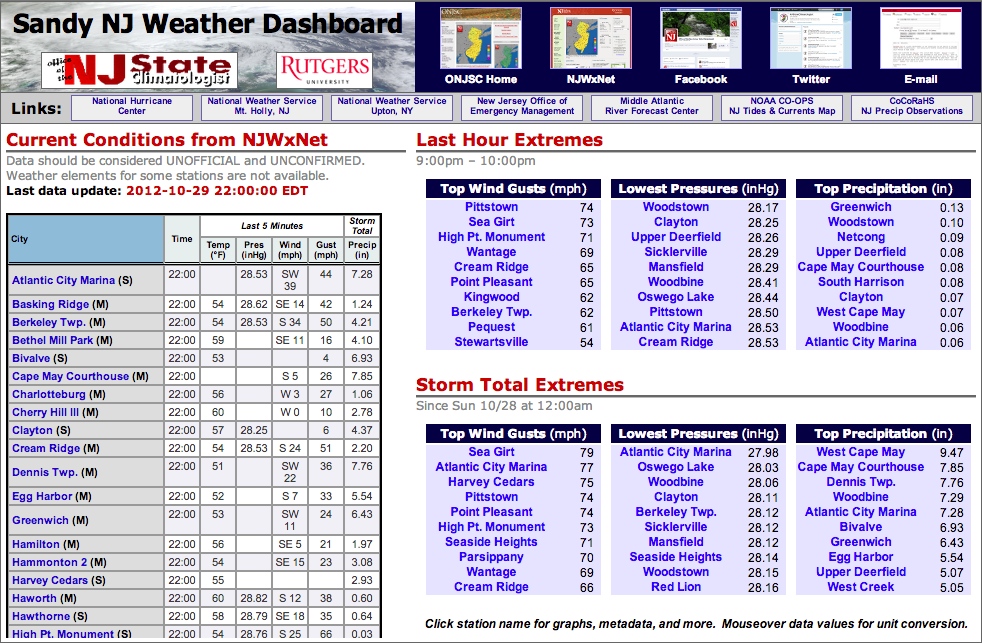 Sandy NJ Weather Dashboard
office of the NJ State Climatologist
RUTGERS
UNIVERSITY
ONJSC Home
NJWxNet
Facebook
Twitter
E-mail
Links:
National Hurricane
Center
National Weather Service
Mt. Holly, NJ
National Weather Service
Upton, NY
New Jersey Office of
Emergency Management
Middle Atlantic
River Forecast Center
NOAA CO-OPS
NJ Tides & Currents Map
CoCoRaHS
NJ Precip Observations
Current Conditions from NJWxNet
Data should be considered UNOFFICIAL and UNCONFIRMED.
Weather elements for some stations are not available.
Last data update: 2012-10-29 22:00:00 EDT
City Time Last 5 Minutes Storm Total
Temp (°F) Pres (inHg) Wind (mph) Gust (mph) Precip (in)
Atlantic City Marina (S) 22:00 28.53 SW 39 44 7.28
Basking Ridge (M) 22:00 54 28.62 SE 14 42 1.24
Berkeley Twp. (M) 22:00 54 28.53 S 34 50 4.21
Bethel Mill Park (M) 22:00 59 SE 11 16 4.10
Bivalve (S) 22:00 53 4 6.93
Cape May Courthouse (M) 22:00 S 5 26 7.85
Charlotteburg (M) 22:00 56 W 3 27 1.06
Cherry Hill III (M) 22:00 60 W 0 10 2.78
Clayton (S) 22:00 57 28.25 6 4.37
Cream Ridge (M) 22:00 54 28.53 S 24 51 2.20
Dennis Twp. (M) 22:00 51 SW 22 36 7.76
Egg Harbor (M) 22:00 52 S 7 33 5.54
Greenwich (M) 22:00 53 SW 11 24 6.43
Hamilton (M) 22:00 56 SE 5 21 1.97
Hammonton 2 (M) 22:00 54 SE 15 23 3.08
Harvey Cedars (S) 22:00 55 2.93
Haworth (M) 22:00 60 28.82 S 12 38 0.60
Hawthorne (S) 22:00 58 28.79 SE 18 35 0.64
High Pt. Monument (S) 22:00 54 28.76 S 25 66 0.03
Last Hour Extremes
9:00pm – 10:00pm
Top Wind Gusts (mph)
Pittstown 74
Sea Girt 73
High Pt. Monument 71
Wantage 69
Cream Ridge 65
Point Pleasant 65
Kingwood 62
Berkeley Twp. 62
Pequest 61
Stewartsville 54
Lowest Pressures (inHg)
Woodstown 28.17
Clayton 28.25
Upper Deerfield 28.26
Sicklerville 28.29
Mansfield 28.29
Woodbine 28.41
Oswego Lake 28.44
Pittstown 28.50
Atlantic City Marina 28.53
Cream Ridge 28.53
Top Precipitation (in)
Greenwich 0.13
Woodstown 0.10
Netcong 0.09
Upper Deerfield 0.08
Cape May Courthouse 0.08
South Harrison 0.08
Clayton 0.07
West Cape May 0.07
Woodbine 0.06
Atlantic City Marina 0.06
Storm Total Extremes
Since Sun 10/28 at 12:00am
Top Wind Gusts (mph)
Sea Girt 79
Atlantic City Marina 77
Harvey Cedars 75
Pittstown 74
Point Pleasant 74
High Pt. Monument 73
Seaside Heights 71
Parsippany 70
Wantage 69
Cream Ridge 66
Lowest Pressures (inHg)
Atlantic City Marina 27.98
Oswego Lake 28.03
Woodbine 28.06
Clayton 28.11
Berkeley Twp. 28.12
Sicklerville 28.12
Mansfield 28.12
Seaside Heights 28.14
Woodstown 28.15
Red Lion 28.16
Top Precipitation (in)
West Cape May 9.47
Cape May Courthouse 7.85
Dennis Twp. 7.76
Woodbine 7.29
Atlantic City Marina 7.28
Bivalve 6.93
Greenwich 6.43
Egg Harbor 5.54
Upper Deerfield 5.07
West Creek 5.05
Click station name for graphs, metadata, and more. Mouseover data values for unit conversion.